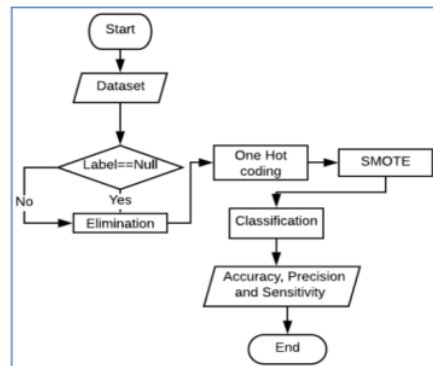 Start
Dataset
Label==Null
No
Yes
Elimination
One Hot
coding
SMOTE
Classification
Accuracy, Precision
and Sensitivity
End